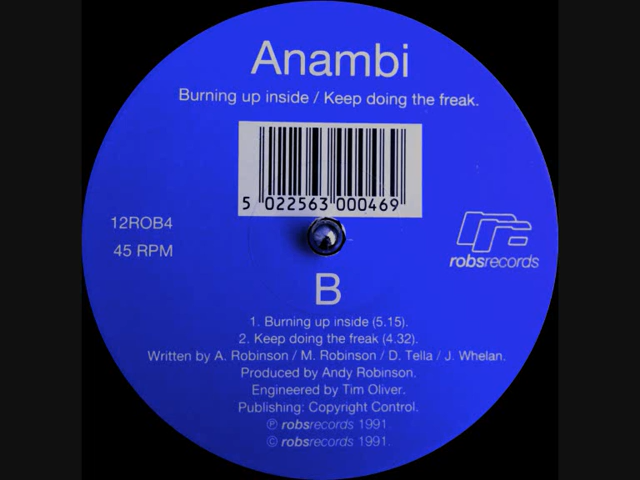 Anambi
Burning up inside / Keep doing the freak.
5 022563 000469
12ROB4
45 RPM
robsrecords
B
1. Burning up inside (5.15).
2. Keep doing the freak (4.32).
Written by A. Robinson / M. Robinson / D. Tella / J. Whelan.
Produced by Andy Robinson.
Engineered by Tim Oliver.
Publishing: Copyright Control.
℗ robsrecords 1991
© robsrecords 1991.